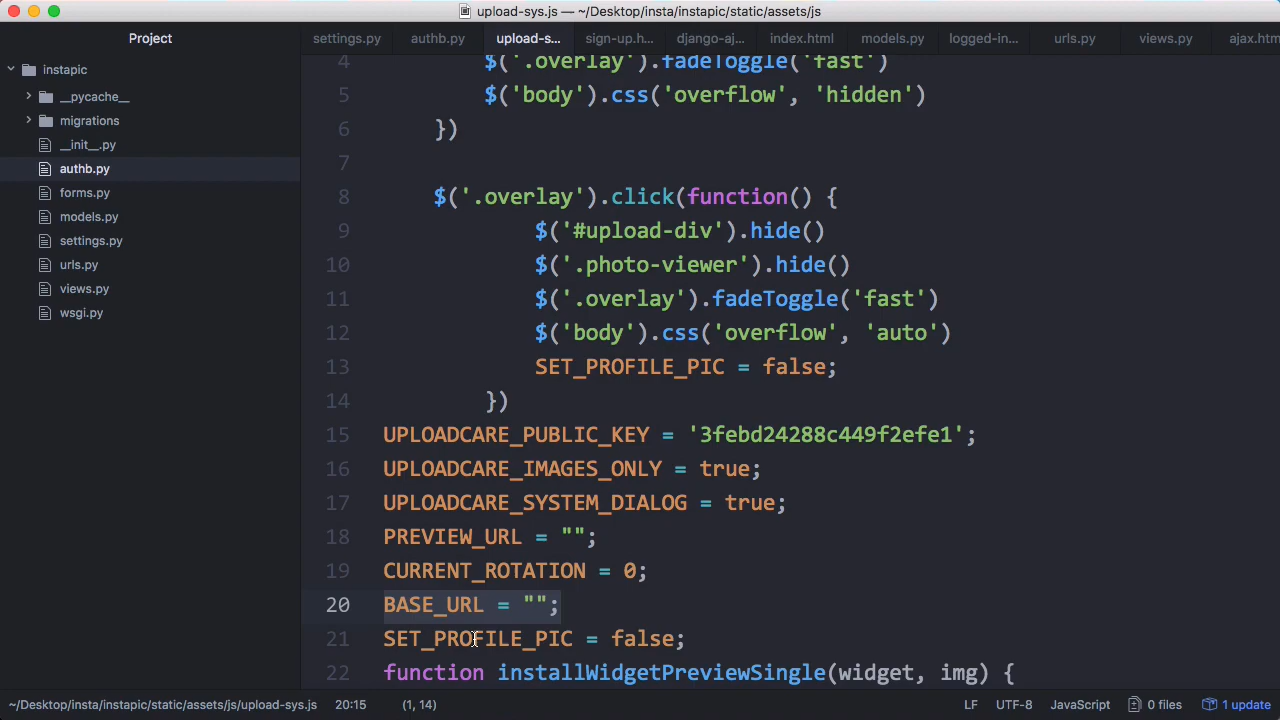 upload-sys.js — ~/Desktop/insta/instapic/static/assets/js
Project
settings.py authb.py upload-s... sign-up.h... django-aj... index.html models.py logged-in... urls.py views.py ajax.htm
instapic
__pycache__
migrations
__init__.py
authb.py
forms.py
models.py
settings.py
urls.py
views.py
wsgi.py
4 $('.overlay').fadeToggle('fast')
5 $('body').css('overflow', 'hidden')
6 })
7
8 $('.overlay').click(function() {
9 $('#upload-div').hide()
10 $('.photo-viewer').hide()
11 $('.overlay').fadeToggle('fast')
12 $('body').css('overflow', 'auto')
13 SET_PROFILE_PIC = false;
14 })
15 UPLOADCARE_PUBLIC_KEY = '3febd24288c449f2efe1';
16 UPLOADCARE_IMAGES_ONLY = true;
17 UPLOADCARE_SYSTEM_DIALOG = true;
18 PREVIEW_URL = "";
19 CURRENT_ROTATION = 0;
20 BASE_URL = "";
21 SET_PROFILE_PIC = false;
22 function installWidgetPreviewSingle(widget, img) {
~/Desktop/insta/instapic/static/assets/js/upload-sys.js 20:15 (1, 14) LF UTF-8 JavaScript 0 files 1 update